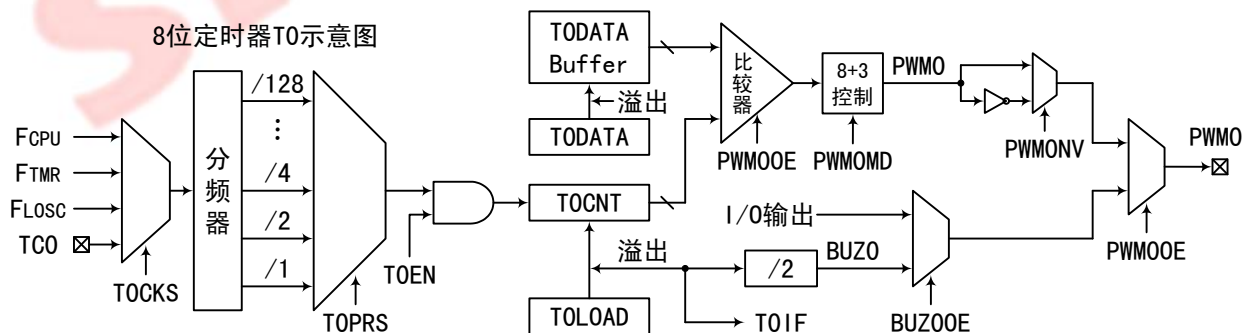 8位定时器T0示意图
FCPU
FTMR
FLOSC
TC0
T0CKS
分频器
/128
⋮
/4
/2
/1
T0PRS
T0EN
T0DATA
Buffer
溢出
T0DATA
T0CNT
溢出
T0LOAD
比较器
PWM0OE
8+3
控制
PWM0MD
PWM0
PWM0NV
I/O输出
/2
BUZ0
T0IF
BUZ0OE
PWM0OE
PWM0